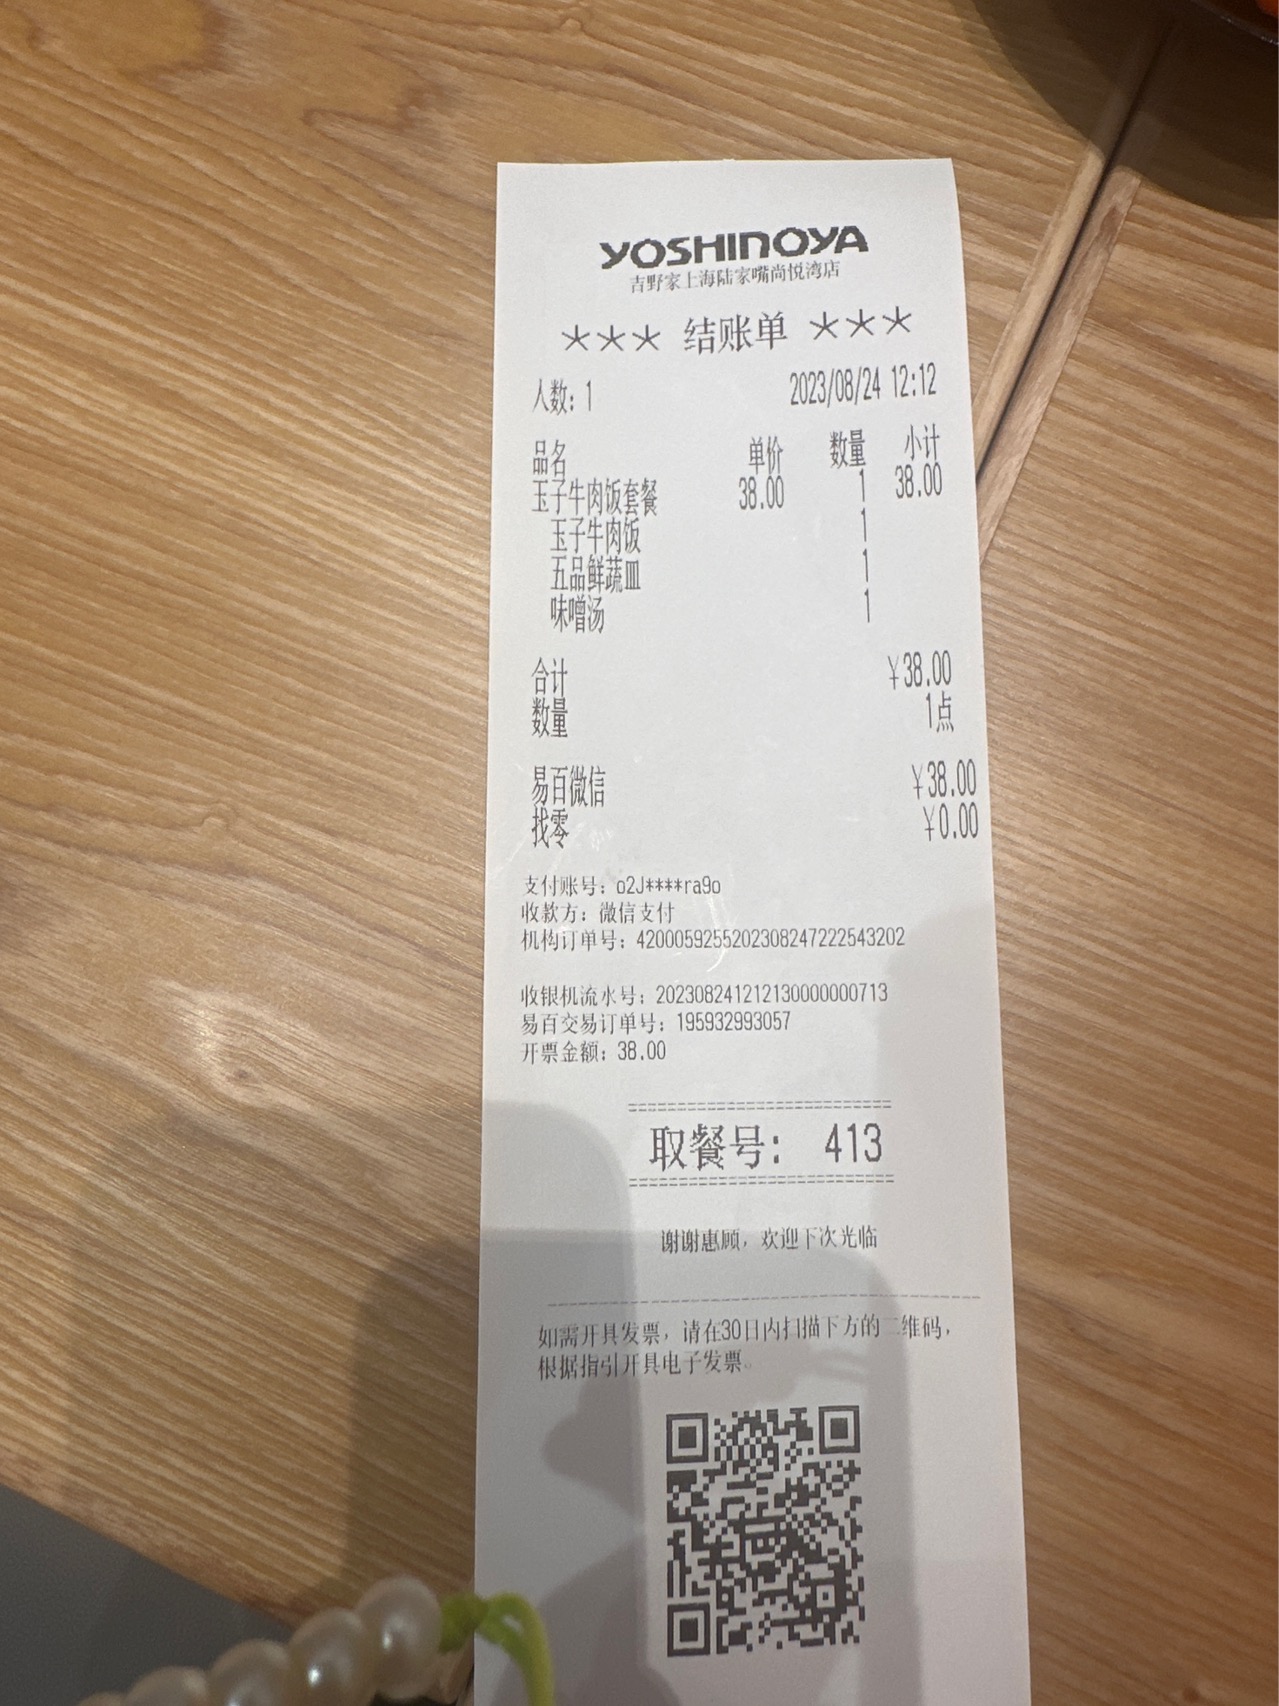 YOSHINOYA
吉野家上海陆家嘴尚悦湾店
*** 结账单 ***
人数: 1 2023/08/24 12:12
品名 单价 数量 小计
玉子牛肉饭套餐 38.00 1 38.00
玉子牛肉饭 1
五品鲜蔬皿 1
味噌汤 1
合计 ¥38.00
数量 1点
易百微信 ¥38.00
找零 ¥0.00
支付账号: o2J****ra9o
收款方: 微信支付
机构订单号: 4200059255202308247222543202
收银机流水号: 20230824121213000000​0713
易百交易订单号: 195932993057
开票金额: 38.00
取餐号: 413
谢谢惠顾, 欢迎下次光临
如需开具发票, 请在30日内扫描下方的二维码,
根据指引开具电子发票。